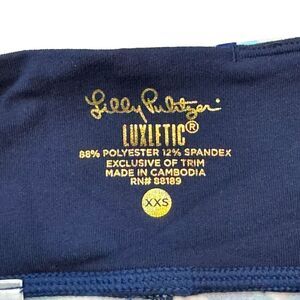 Lilly Pulitzer
LUXLETIC®
88% POLYESTER 12% SPANDEX
EXCLUSIVE OF TRIM
MADE IN CAMBODIA
RN# 88189
XXS